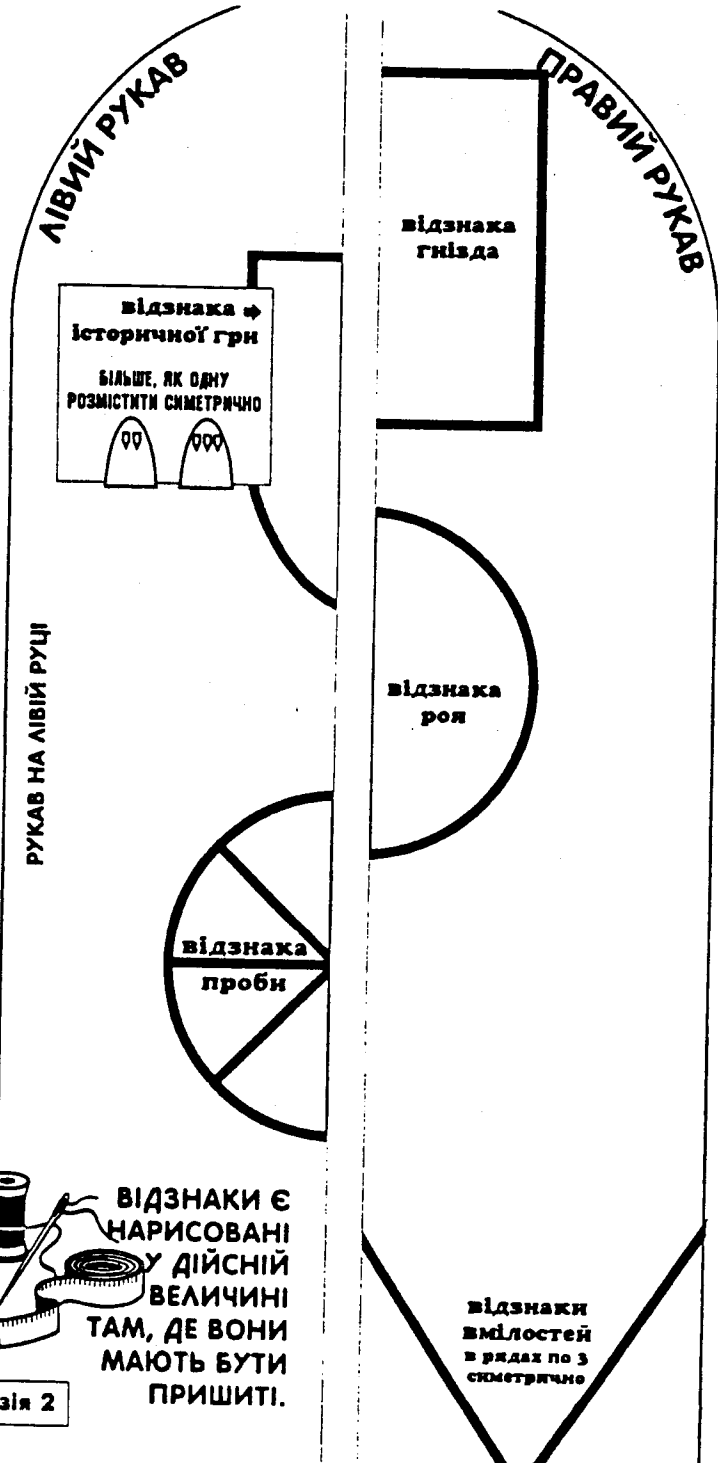 ЛІВИЙ РУКАВ
ПРАВИЙ РУКАВ
відзнака
гнізда
відзнака →
історичної гри
БІЛЬШЕ, ЯК ОДНУ
РОЗМІСТИТИ СИМЕТРИЧНО
РУКАВ НА ЛІВІЙ РУЦІ
відзнака
роя
відзнака
проби
ВІДЗНАКИ Є
НАРИСОВАНІ
У ДІЙСНІЙ
ВЕЛИЧИНІ
ТАМ, ДЕ ВОНИ
МАЮТЬ БУТИ
ПРИШИТІ.
відзнаки
вмілостей
в рядах по 3
симетрично
зія 2